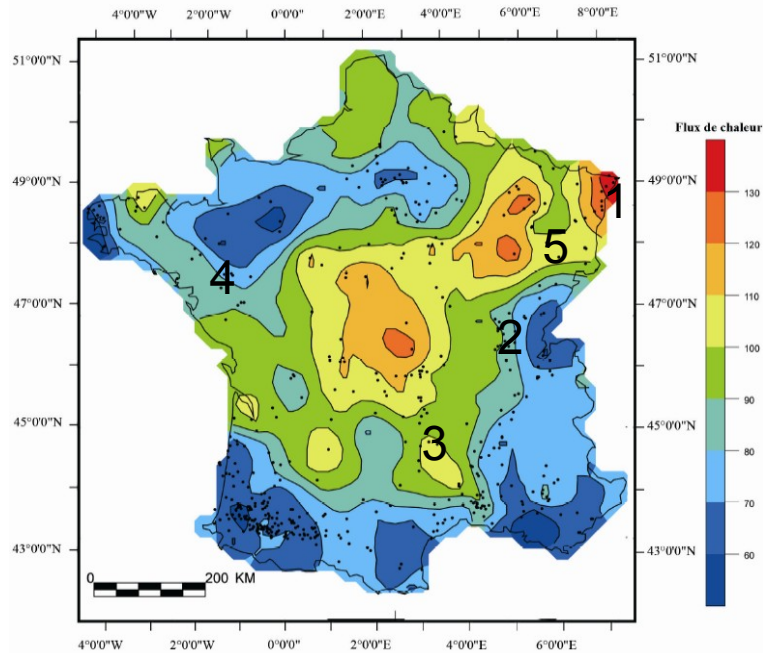 4°0'0"W 2°0'0"W 0°0'0" 2°0'0"E 4°0'0"E 6°0'0"E 8°0'0"E
51°0'0"N 51°0'0"N
Flux de chaleur
49°0'0"N 49°0'0"N
1
130
120
5
110
4
47°0'0"N 47°0'0"N
2
100
90
45°0'0"N 45°0'0"N
3
80
70
43°0'0"N 43°0'0"N
60
0 200 KM
4°0'0"W 2°0'0"W 0°0'0" 2°0'0"E 4°0'0"E 6°0'0"E